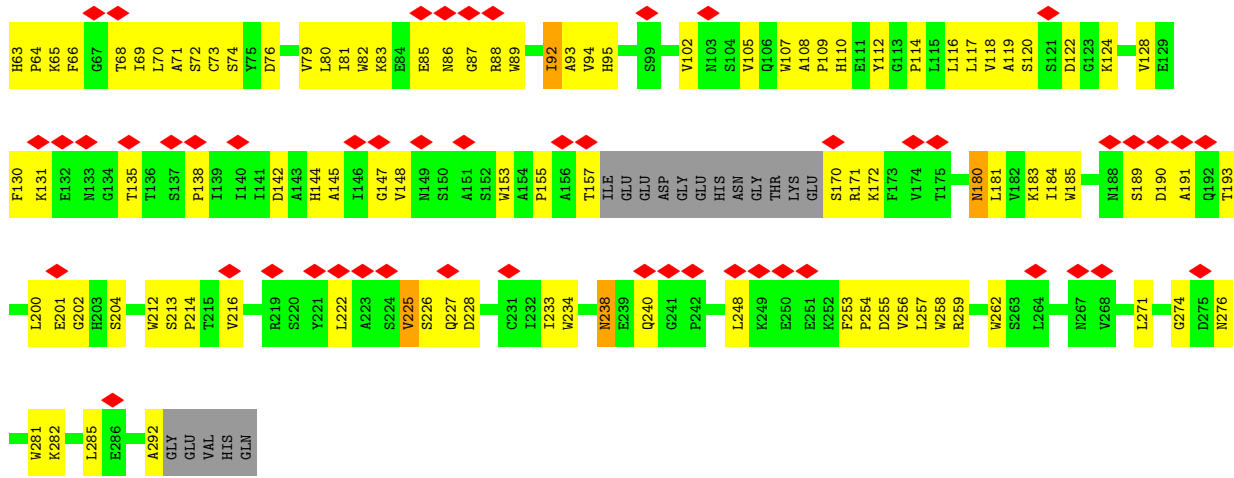 H63 P64 K65 F66 G67 T68 I69 L70 A71 S72 C73 S74 Y75 D76 V79 L80 I81 W82 K83 E84 E85 N86 G87 R88 W89 I92 A93 V94 H95 S99 V102 N103 S104 V105 Q106 W107 A108 P109 H110 E111 Y112 G113 P114 L115 L116 L117 V118 A119 S120 S121 D122 G123 K124 V128 E129
F130 K131 E132 N133 G134 T135 T136 S137 P138 I139 I140 I141 D142 A143 H144 A145 I146 G147 V148 N149 S150 A151 S152 W153 A154 P155 A156 T157 ILE GLU GLU ASP GLY GLU HIS ASN GLY THR LYS GLU S170 R171 K172 F173 V174 T175 N180 L181 V182 K183 I184 W185 N188 S189 D190 A191 Q192 T193
L200 E201 G202 H203 S204 W212 S213 P214 T215 V216 R219 S220 Y221 L222 A223 S224 V225 S226 Q227 D228 C231 I232 I233 W234 N238 E239 Q240 G241 P242 L248 K249 E250 E251 K252 F253 P254 D255 V256 L257 W258 R259 W262 S263 L264 N267 V268 L271 G274 D275 N276
W281 K282 L285 E286 A292 GLY GLU VAL HIS GLN